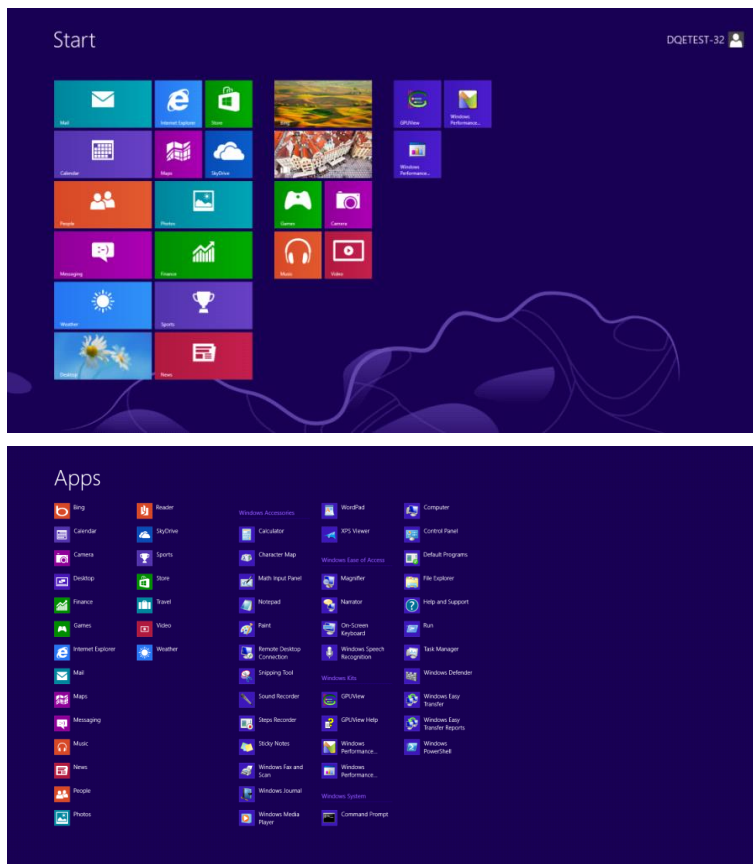 Start
DQETEST-32
Mail
Internet Explorer
Store
Bing
GPUView
Windows
Performance...
Calendar
Maps
SkyDrive
Windows
Performance...
People
Photos
Games
Camera
Messaging
Finance
Music
Video
Weather
Sports
Desktop
News
Apps
Bing
Calendar
Camera
Desktop
Finance
Games
Internet Explorer
Mail
Maps
Messaging
Music
News
People
Photos
Reader
SkyDrive
Sports
Store
Travel
Video
Weather
Windows Accessories
Calculator
Character Map
Math Input Panel
Notepad
Paint
Remote Desktop
Connection
Snipping Tool
Sound Recorder
Steps Recorder
Sticky Notes
Windows Fax and
Scan
Windows Journal
Windows Media
Player
WordPad
XPS Viewer
Windows Ease of Access
Magnifier
Narrator
On-Screen
Keyboard
Windows Speech
Recognition
Windows Kits
GPUView
GPUView Help
Windows
Performance...
Windows
Performance...
Windows System
Command Prompt
Computer
Control Panel
Default Programs
File Explorer
Help and Support
Run
Task Manager
Windows Defender
Windows Easy
Transfer
Windows Easy
Transfer Reports
Windows
PowerShell